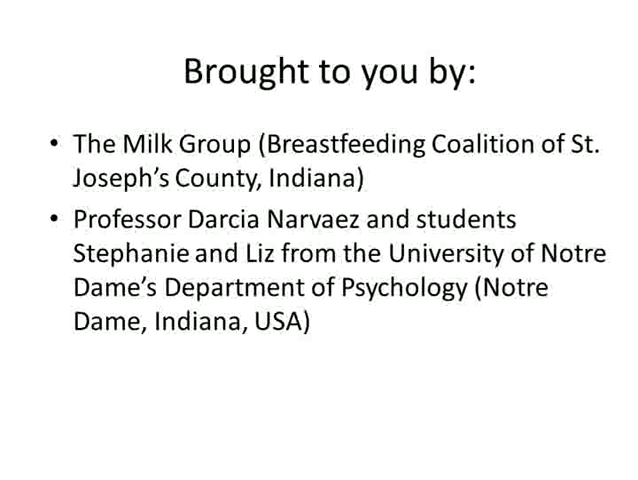 Brought to you by:
• The Milk Group (Breastfeeding Coalition of St.
Joseph’s County, Indiana)
• Professor Darcia Narvaez and students
Stephanie and Liz from the University of Notre
Dame’s Department of Psychology (Notre
Dame, Indiana, USA)